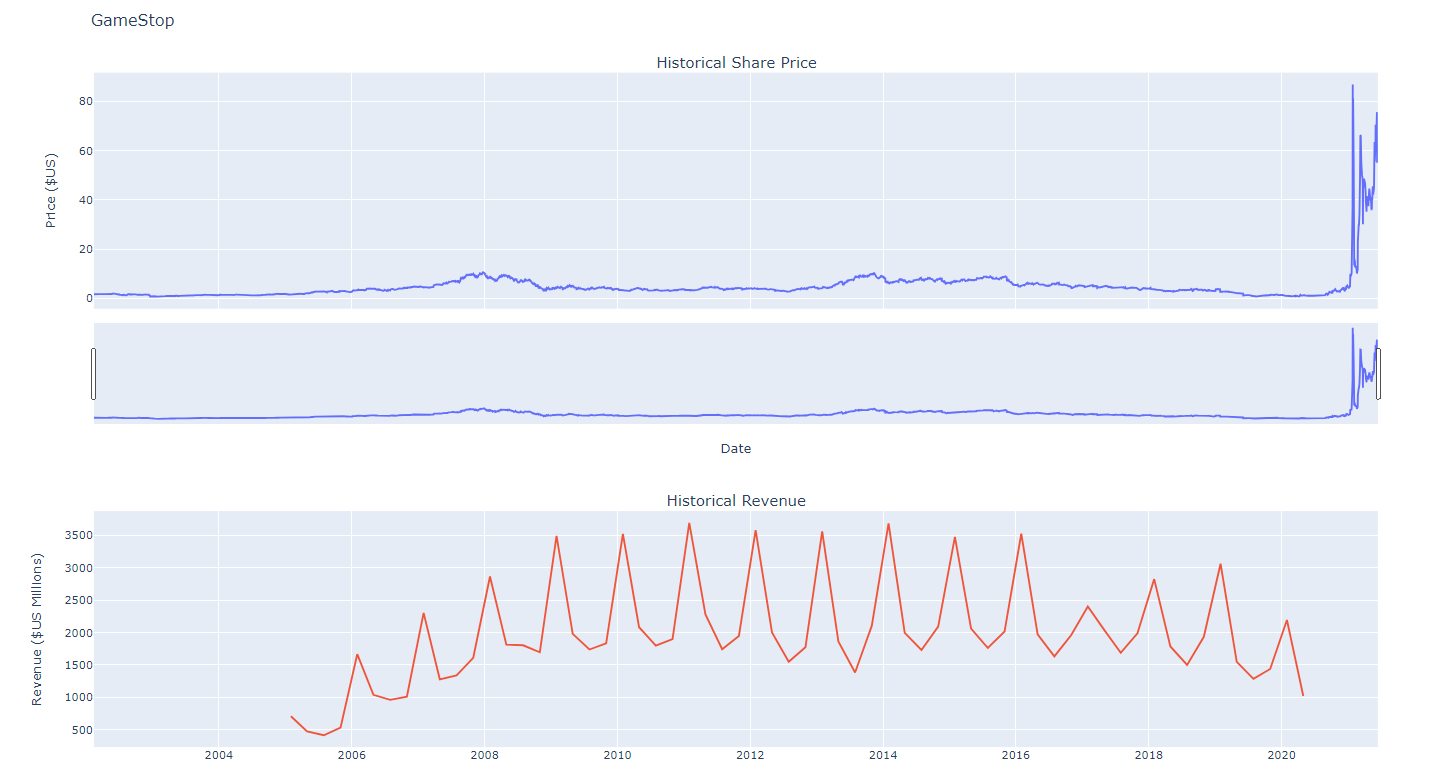 GameStop
Historical Share Price
Price ($US)
80
60
40
20
0
Date
Historical Revenue
Revenue ($US Millions)
3500
3000
2500
2000
1500
1000
500
2004 2006 2008 2010 2012 2014 2016 2018 2020